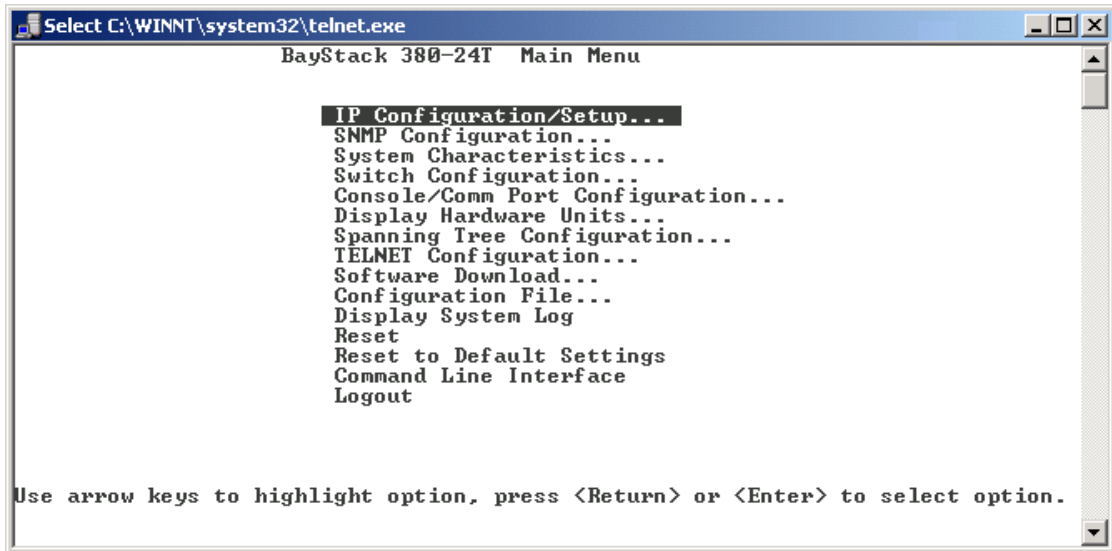 Select C:\WINNT\system32\telnet.exe
BayStack 380-24T Main Menu
IP Configuration/Setup...
SNMP Configuration...
System Characteristics...
Switch Configuration...
Console/Comm Port Configuration...
Display Hardware Units...
Spanning Tree Configuration...
TELNET Configuration...
Software Download...
Configuration File...
Display System Log
Reset
Reset to Default Settings
Command Line Interface
Logout
Use arrow keys to highlight option, press <Return> or <Enter> to select option.